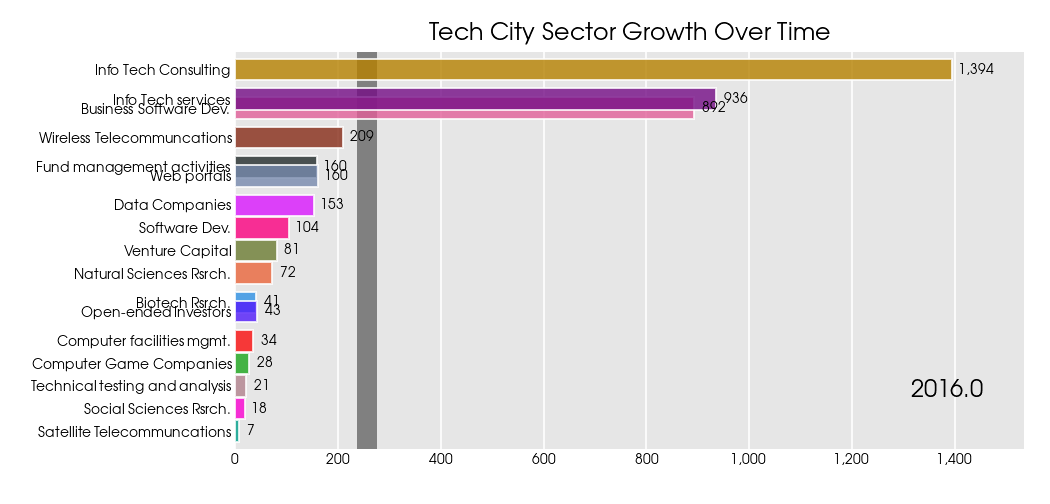 Tech City Sector Growth Over Time
Info Tech Consulting 1,394
Info Tech services 936
Business Software Dev. 892
Wireless Telecommuncations 209
Fund management activities 160
Web portals 160
Data Companies 153
Software Dev. 104
Venture Capital 81
Natural Sciences Rsrch. 72
Biotech Rsrch. 41
Open-ended Investors 43
Computer facilities mgmt. 34
Computer Game Companies 28
Technical testing and analysis 21
2016.0
Social Sciences Rsrch. 18
Satellite Telecommuncations 7
0 200 400 600 800 1,000 1,200 1,400